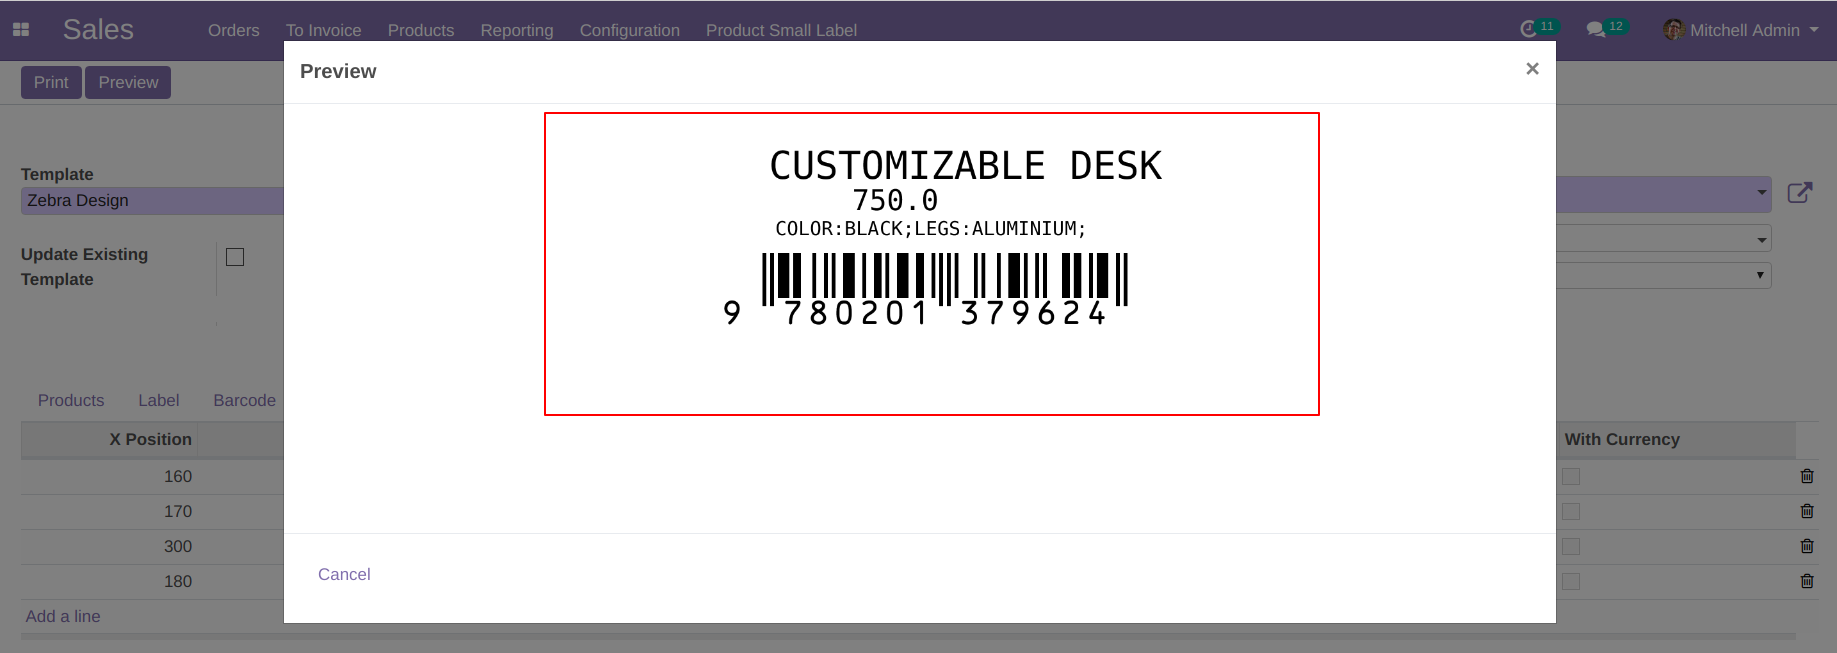 Sales Orders To Invoice Products Reporting Configuration Product Small Label 11 12 Mitchell Admin
Print Preview
Preview ×
Template
Zebra Design
Update Existing
Template
CUSTOMIZABLE DESK
750.0
COLOR:BLACK;LEGS:ALUMINIUM;
9 780201 379624
Products Label Barcode
X Position With Currency
160
170
300
180
Add a line
Cancel